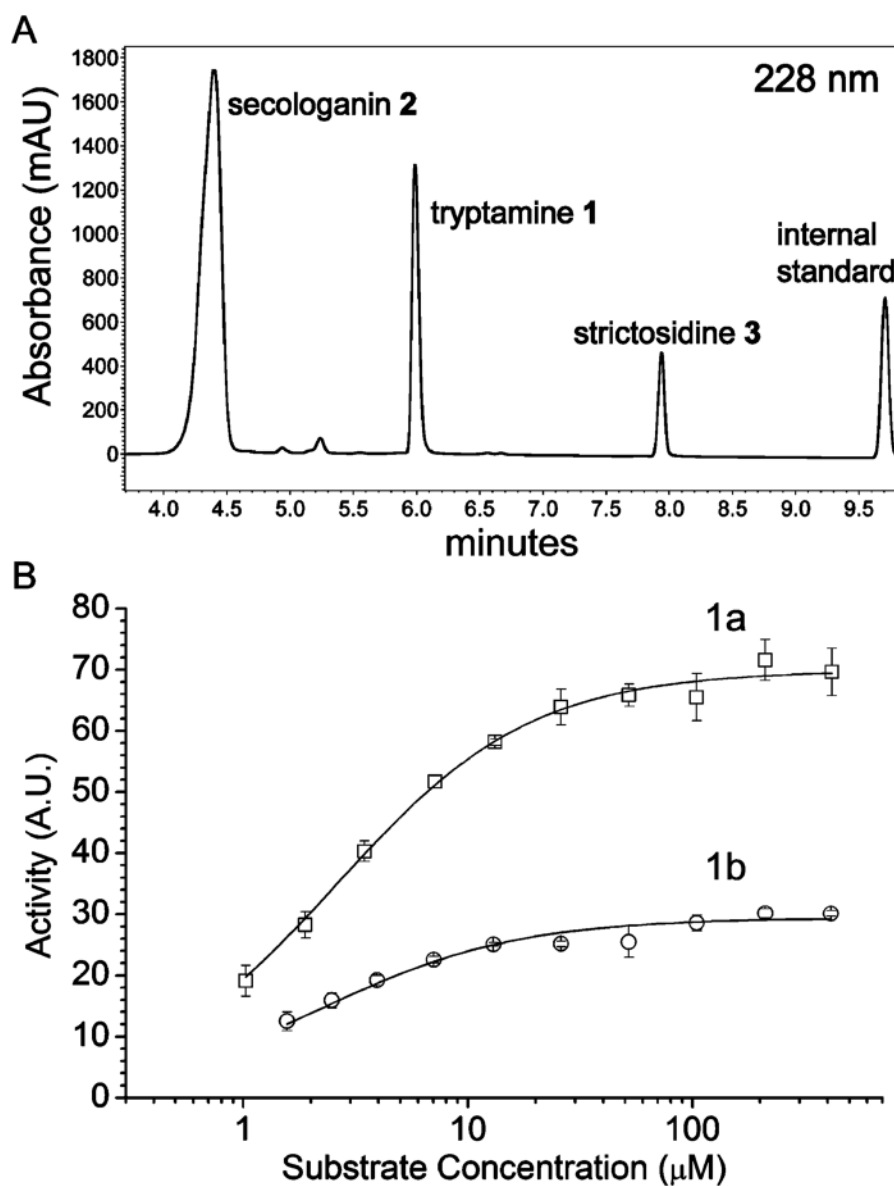 A
228 nm
secologanin 2
tryptamine 1
internal
standard
strictosidine 3
Absorbance (mAU)
1800
1600
1400
1200
1000
800
600
400
200
0
4.0 4.5 5.0 5.5 6.0 6.5 7.0 7.5 8.0 8.5 9.0 9.5
minutes
B
1a
1b
Activity (A.U.)
80
70
60
50
40
30
20
10
0
1 10 100
Substrate Concentration (μM)